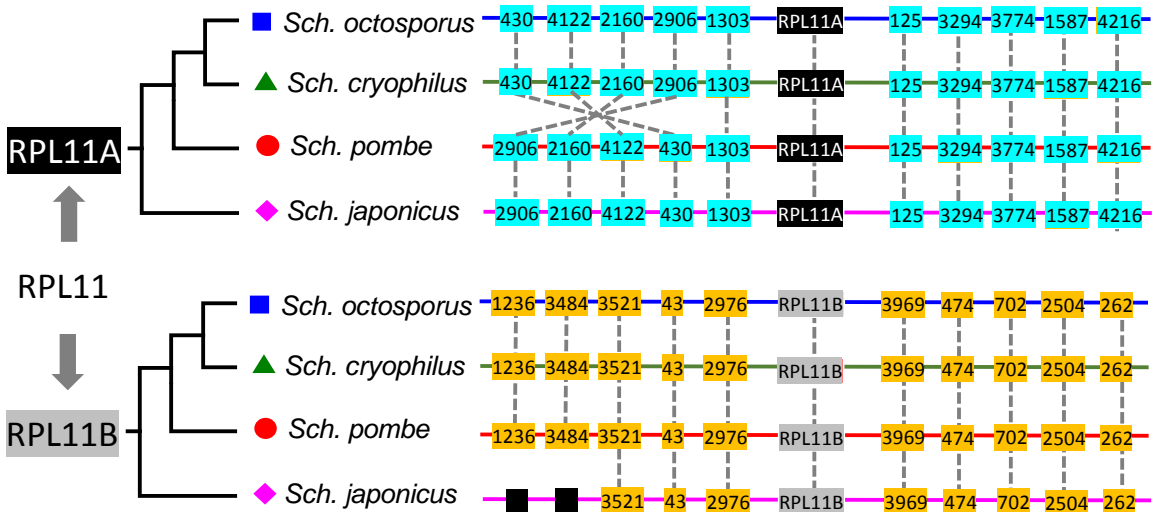 Sch. octosporus 430 4122 2160 2906 1303 RPL11A 125 3294 3774 1587 4216
Sch. cryophilus 430 4122 2160 2906 1303 RPL11A 125 3294 3774 1587 4216
RPL11A
Sch. pombe 2906 2160 4122 430 1303 RPL11A 125 3294 3774 1587 4216
Sch. japonicus 2906 2160 4122 430 1303 RPL11A 125 3294 3774 1587 4216
RPL11
Sch. octosporus 1236 3484 3521 43 2976 RPL11B 3969 474 702 2504 262
Sch. cryophilus 1236 3484 3521 43 2976 RPL11B 3969 474 702 2504 262
RPL11B
Sch. pombe 1236 3484 3521 43 2976 RPL11B 3969 474 702 2504 262
Sch. japonicus 3521 43 2976 RPL11B 3969 474 702 2504 262